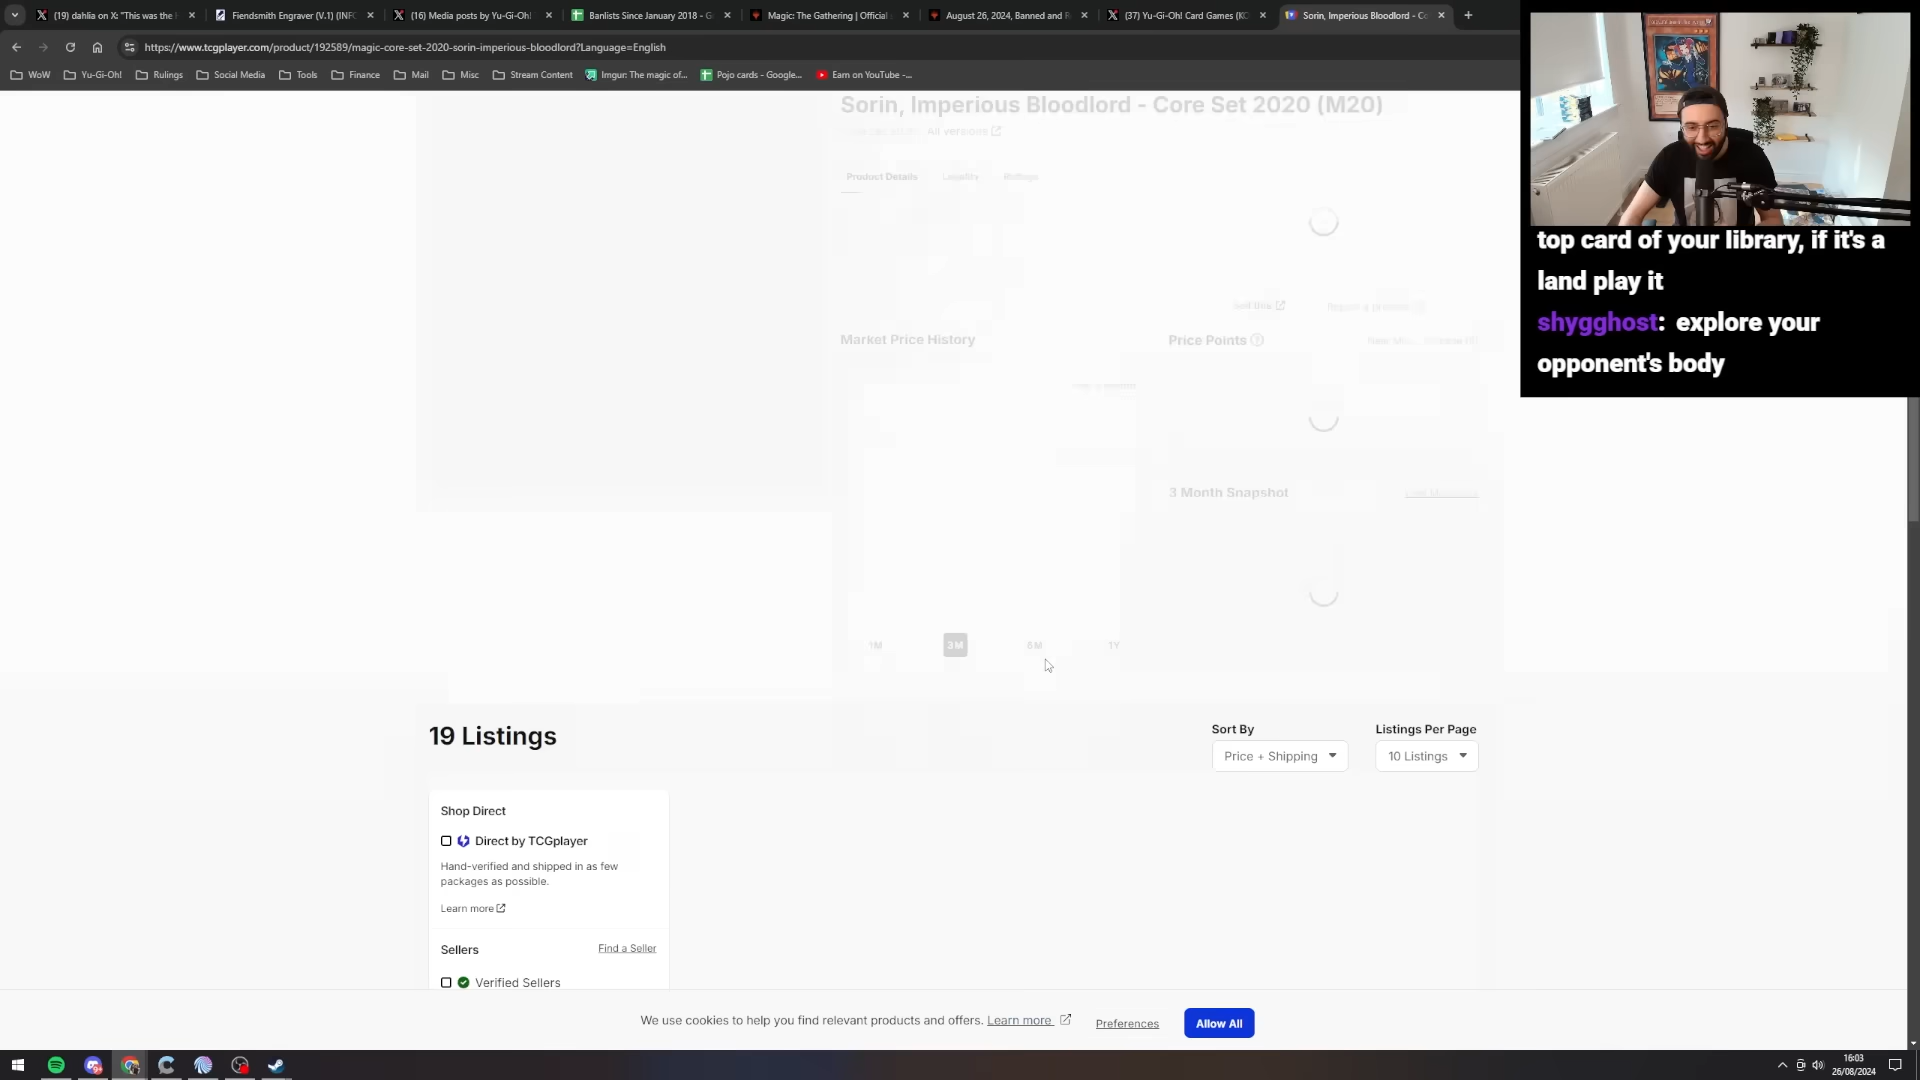 (19) dahlia on X: "This was the
Fiendsmith Engraver (V.1) (INF
(16) Media posts by Yu-Gi-Oh!
Banlists Since January 2018 - G
Magic: The Gathering | Official
August 26, 2024, Banned and R
(37) Yu-Gi-Oh! Card Games (KO
Sorin, Imperious Bloodlord - Co
https://www.tcgplayer.com/product/192589/magic-core-set-2020-sorin-imperious-bloodlord?Language=English
WoW
Yu-Gi-Oh!
Rulings
Social Media
Tools
Finance
Mail
Misc
Stream Content
Imgur: The magic of...
Pojo cards - Google...
Earn on YouTube -...
Sorin, Imperious Bloodlord - Core Set 2020 (M20)
All versions
Product Details
Legality
Rulings
Sell this
Market Price History
Price Points
3 Month Snapshot
1M
3M
6M
1Y
19 Listings
Sort By
Price + Shipping
Listings Per Page
10 Listings
Shop Direct
Direct by TCGplayer
Hand-verified and shipped in as few
packages as possible.
Learn more
Sellers
Find a Seller
Verified Sellers
We use cookies to help you find relevant products and offers. Learn more
Preferences
Allow All
top card of your library, if it's a
land play it
shygghost: explore your
opponent's body
16:03
26/08/2024